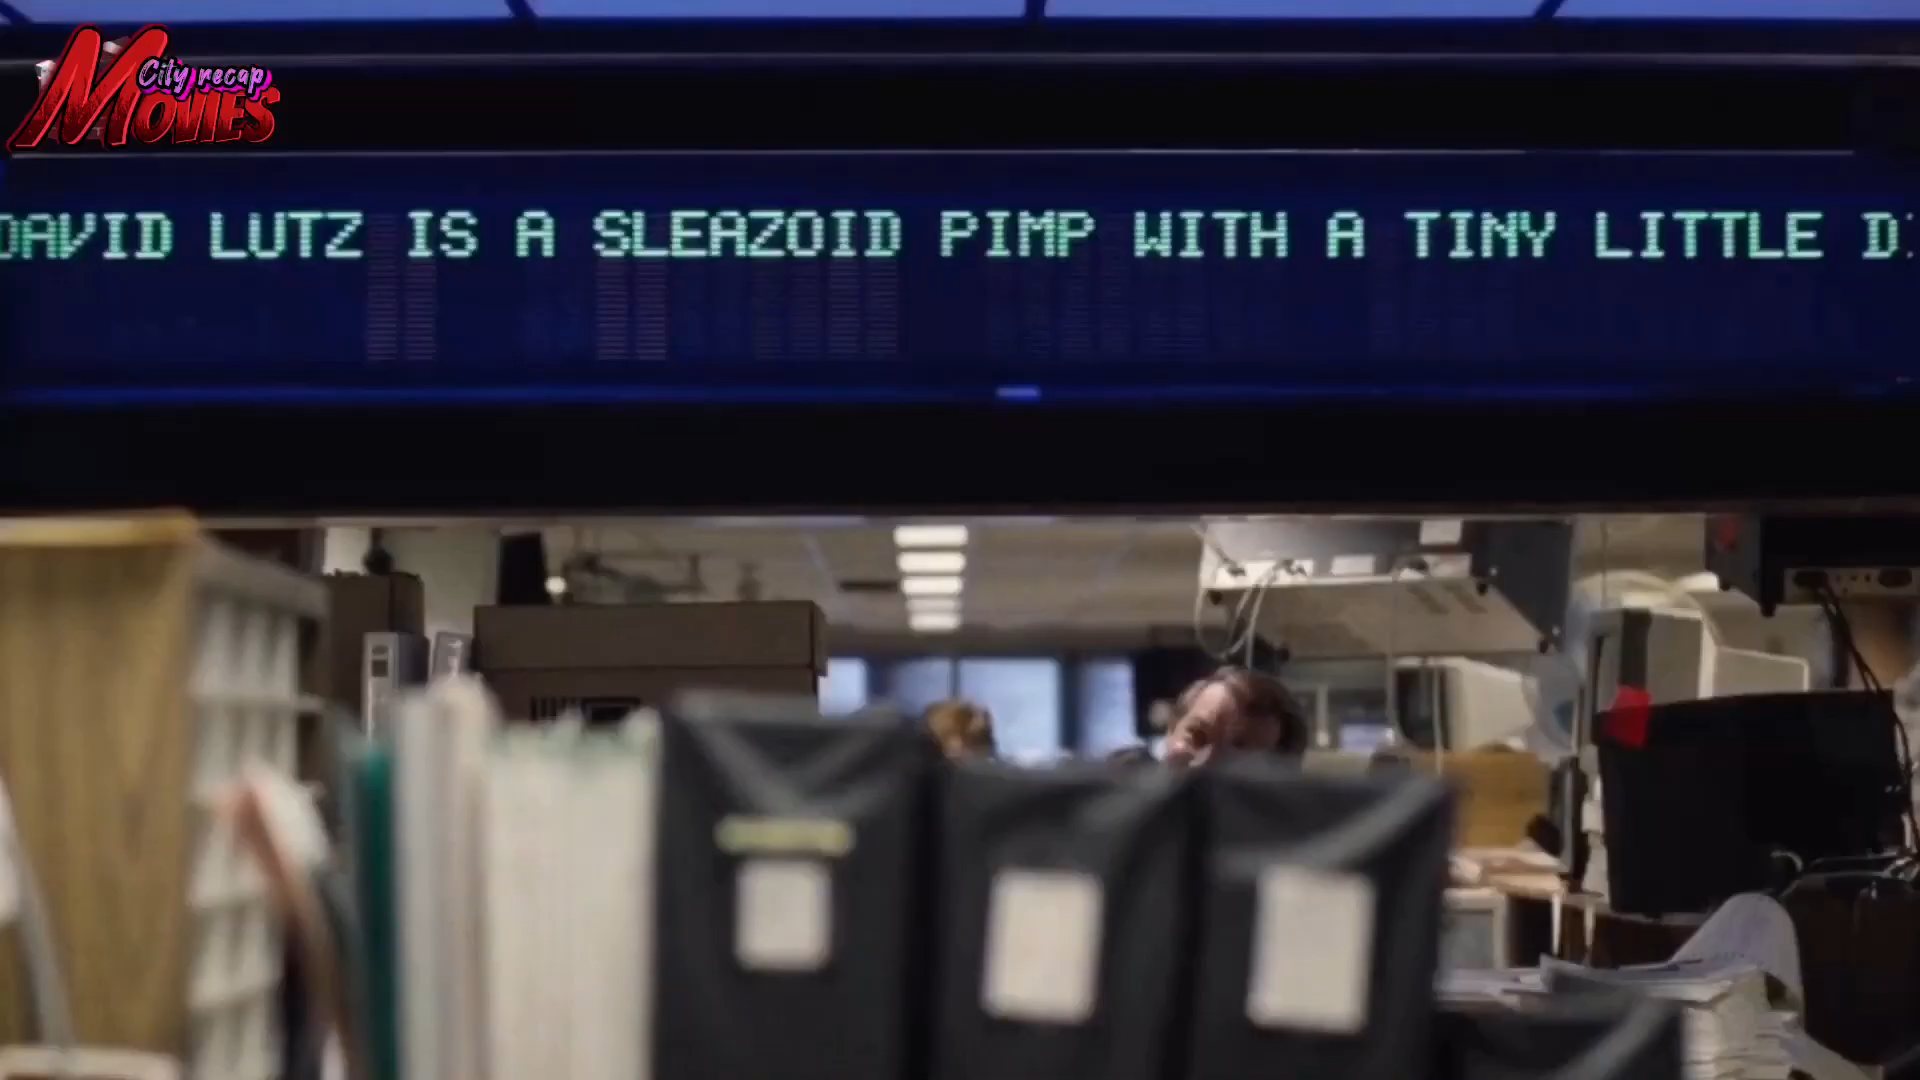 City recap
MOVIES
DAVID LUTZ IS A SLEAZOID PIMP WITH A TINY LITTLE D